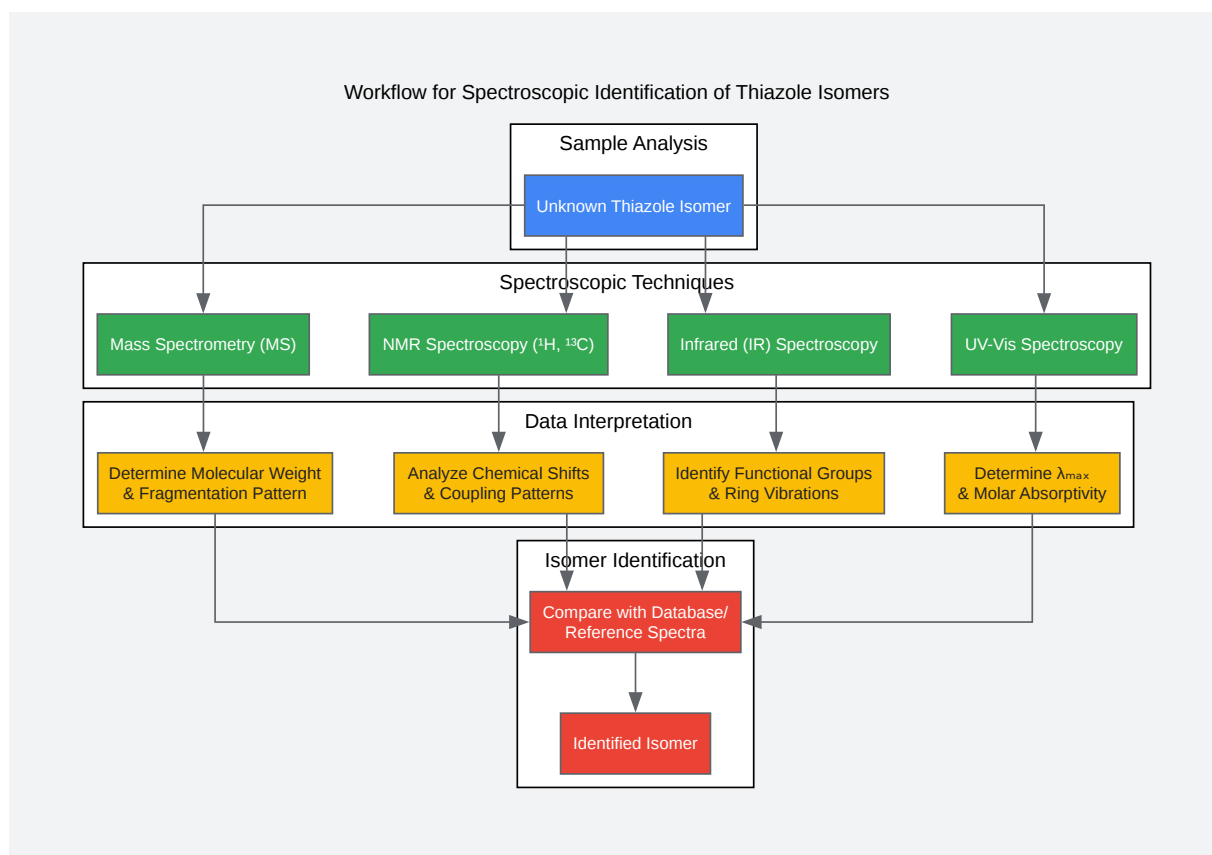 Workflow for Spectroscopic Identification of Thiazole Isomers
Sample Analysis
Unknown Thiazole Isomer
Spectroscopic Techniques
Mass Spectrometry (MS)
NMR Spectroscopy (¹H, ¹³C)
Infrared (IR) Spectroscopy
UV-Vis Spectroscopy
Data Interpretation
Determine Molecular Weight
& Fragmentation Pattern
Analyze Chemical Shifts
& Coupling Patterns
Identify Functional Groups
& Ring Vibrations
Determine λₘₐₓ
& Molar Absorptivity
Isomer Identification
Compare with Database/
Reference Spectra
Identified Isomer